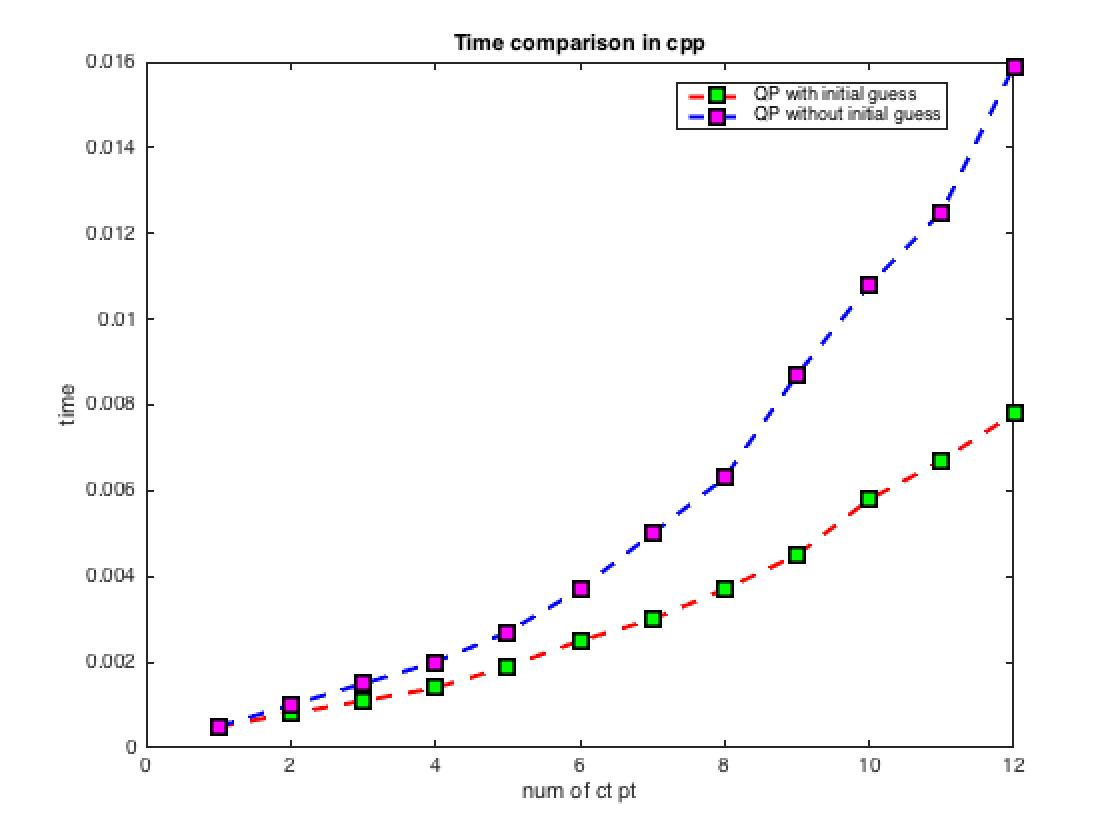 Time comparison in cpp
0.016
0.014
0.012
0.01
0.008
0.006
0.004
0.002
0
time
QP with initial guess
QP without initial guess
0 2 4 6 8 10 12
num of ct pt